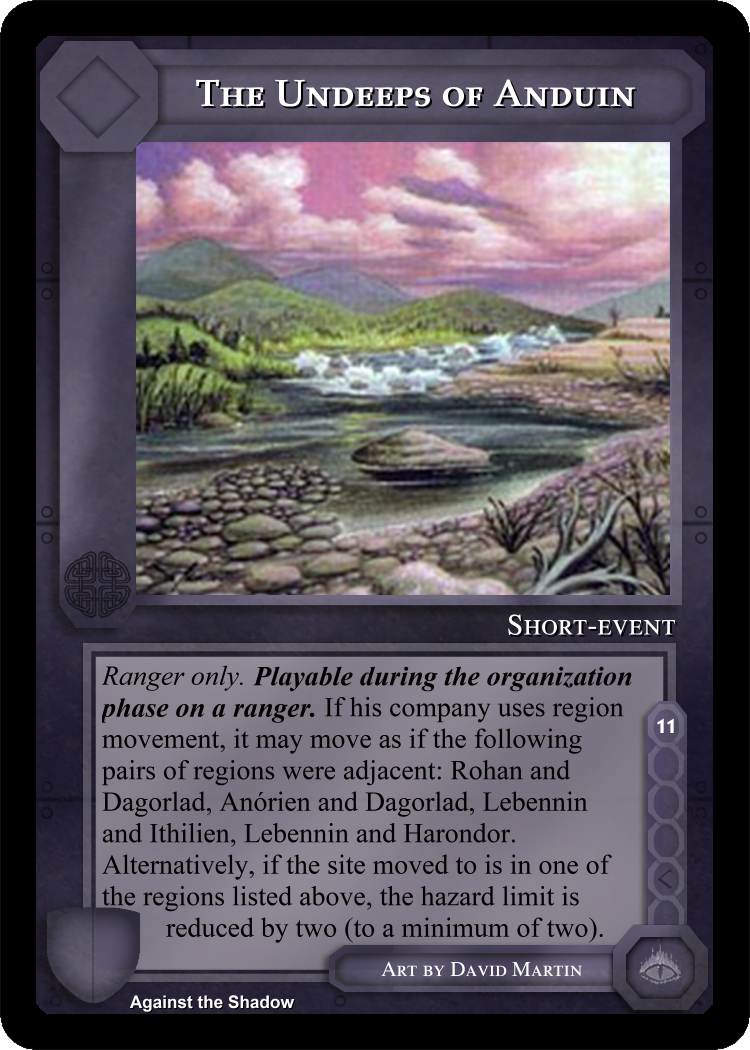 The Undeeps of Anduin
Short-event
Ranger only. Playable during the organization
phase on a ranger. If his company uses region
movement, it may move as if the following
pairs of regions were adjacent: Rohan and
Dagorlad, Anórien and Dagorlad, Lebennin
and Ithilien, Lebennin and Harondor.
Alternatively, if the site moved to is in one of
the regions listed above, the hazard limit is
reduced by two (to a minimum of two).
11
Art by David Martin
Against the Shadow